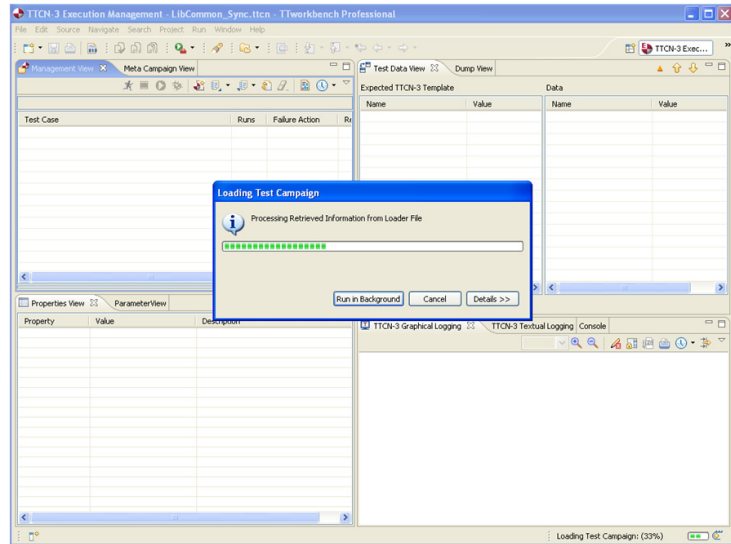 TTCN-3 Execution Management - LibCommon_Sync.ttcn - TTworkbench Professional
File Edit Source Navigate Search Project Run Window Help
TTCN-3 Exec... »
Management View Meta Campaign View
Test Data View Dump View
Expected TTCN-3 Template Data
Name Value Name Value
Test Case Runs Failure Action
Loading Test Campaign
Processing Retrieved Information from Loader File
Run in Background Cancel Details >>
Properties View ParameterView
Property Value Description
TTCN-3 Graphical Logging TTCN-3 Textual Logging Console
Loading Test Campaign: (33%)